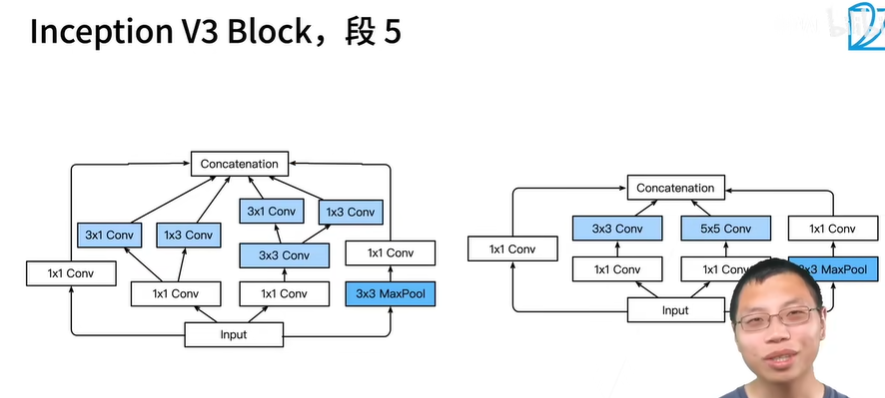 Inception V3 Block，段 5
Concatenation
3x1 Conv
1x3 Conv
3x1 Conv
1x3 Conv
3x3 Conv
1x1 Conv
1x1 Conv
1x1 Conv
1x1 Conv
3x3 MaxPool
Input
Concatenation
3x3 Conv
5x5 Conv
1x1 Conv
1x1 Conv
1x1 Conv
1x1 Conv
MaxPool
Input